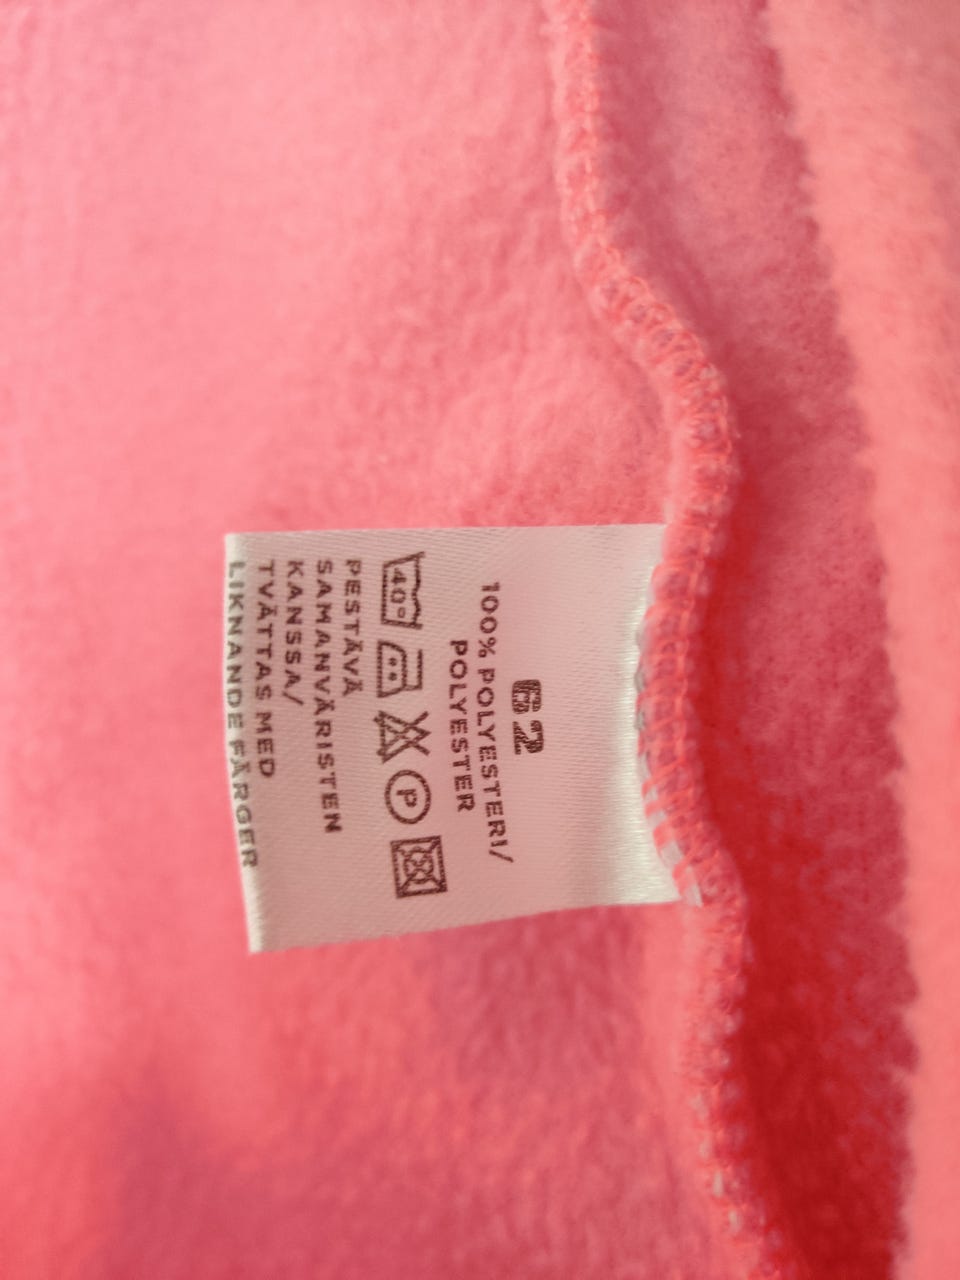 62
100% POLYESTERI/
POLYESTER
40°
P
PESTÄVÄ
SAMANVÄRISTEN
KANSSA/
TVÄTTAS MED
LIKNANDE FÄRGER